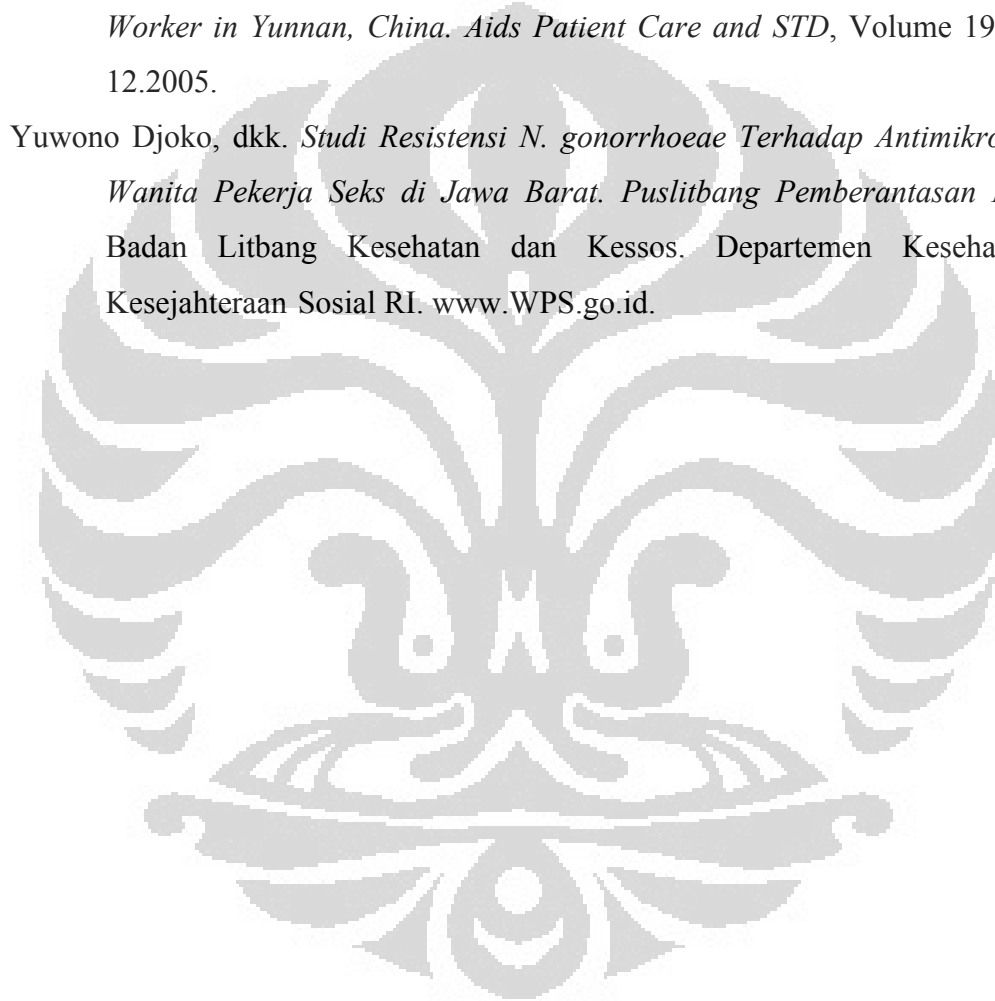 Worker in Yunnan, China. Aids Patient Care and STD, Volume 19
12.2005.
Yuwono Djoko, dkk. Studi Resistensi N. gonorrhoeae Terhadap
Wanita Pekerja Seks di Jawa Barat. Puslitbang Pemberantasan
Badan Litbang Kesehatan dan Kessos. Departemen
Kesejahteraan Sosial RI. www.WPS.go.id.